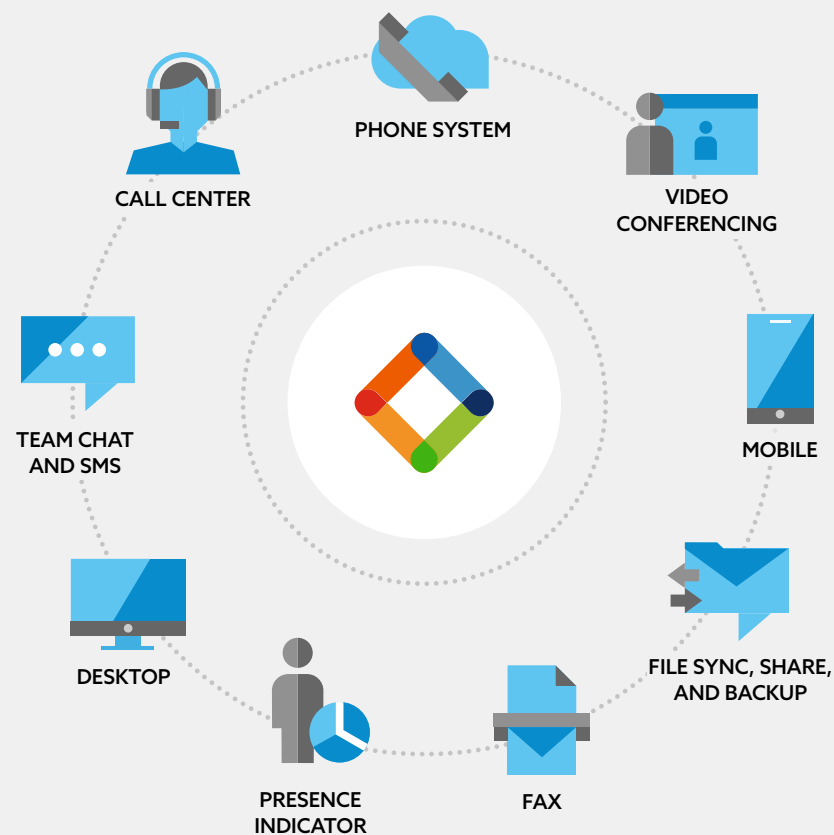 PHONE SYSTEM
VIDEO
CONFERENCING
MOBILE
FILE SYNC, SHARE,
AND BACKUP
FAX
PRESENCE
INDICATOR
DESKTOP
TEAM CHAT
AND SMS
CALL CENTER